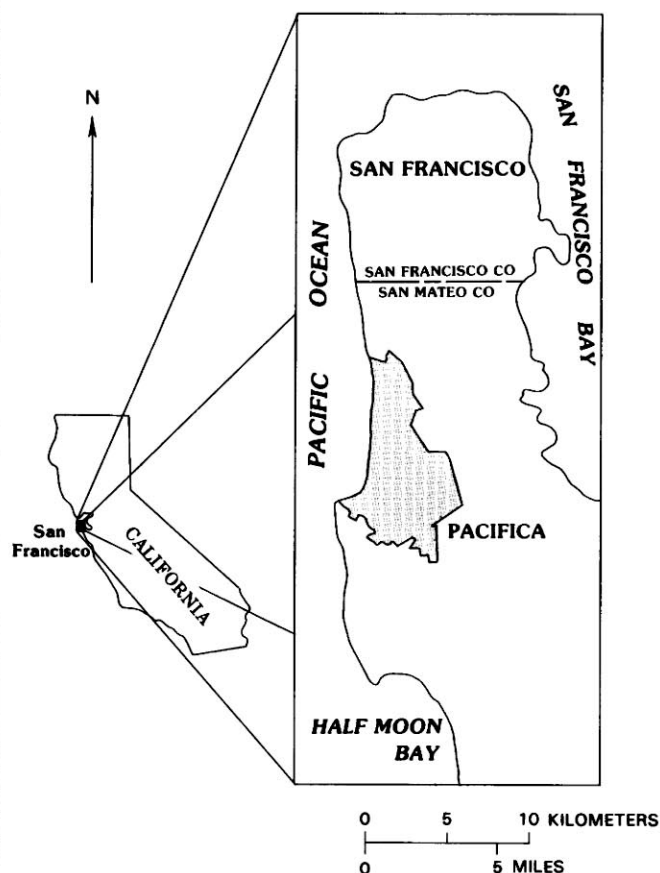 N
SAN FRANCISCO
SAN FRANCISCO BAY
PACIFIC OCEAN
SAN FRANCISCO CO
SAN MATEO CO
San
Francisco
CALIFORNIA
PACIFICA
HALF MOON
BAY
0 5 10 KILOMETERS
0 5 MILES